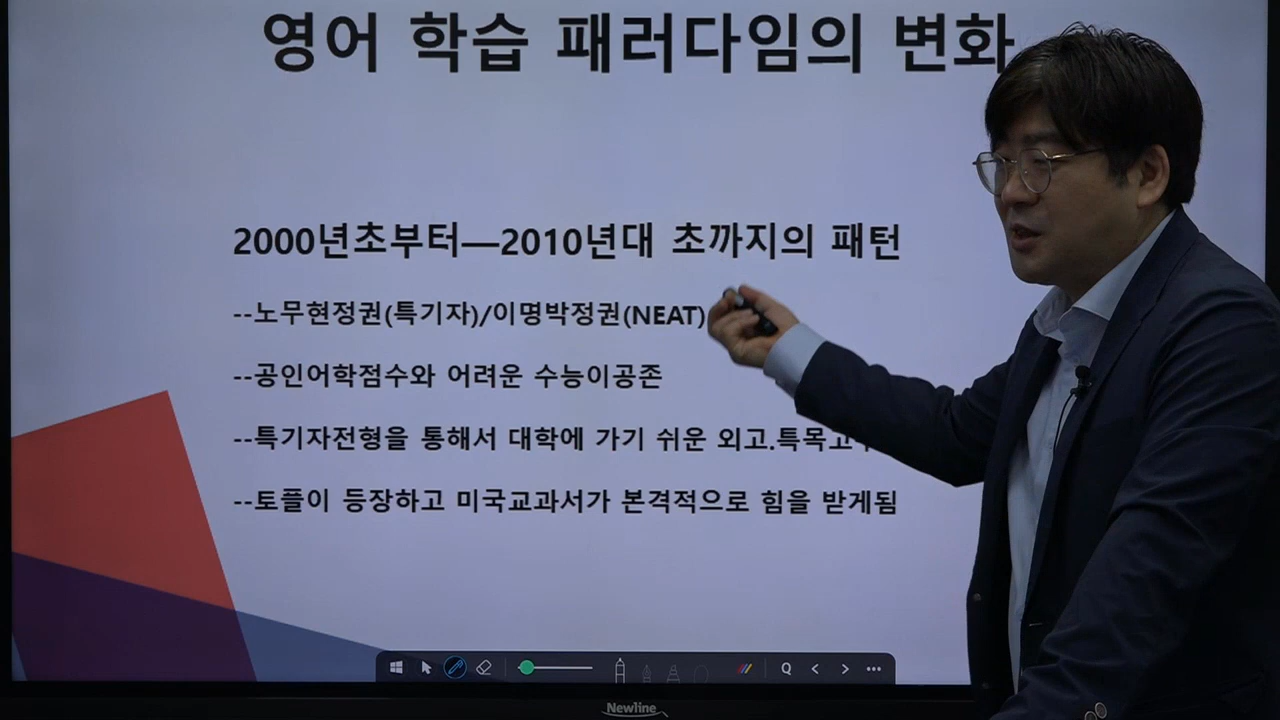 영어 학습 패러다임의 변화
2000년초부터—2010년대 초까지의 패턴
--노무현정권(특기자)/이명박정권(NEAT)
--공인어학점수와 어려운 수능이공존
--특기자전형을 통해서 대학에 가기 쉬운 외고.특목고
--토플이 등장하고 미국교과서가 본격적으로 힘을 받게됨
Newline